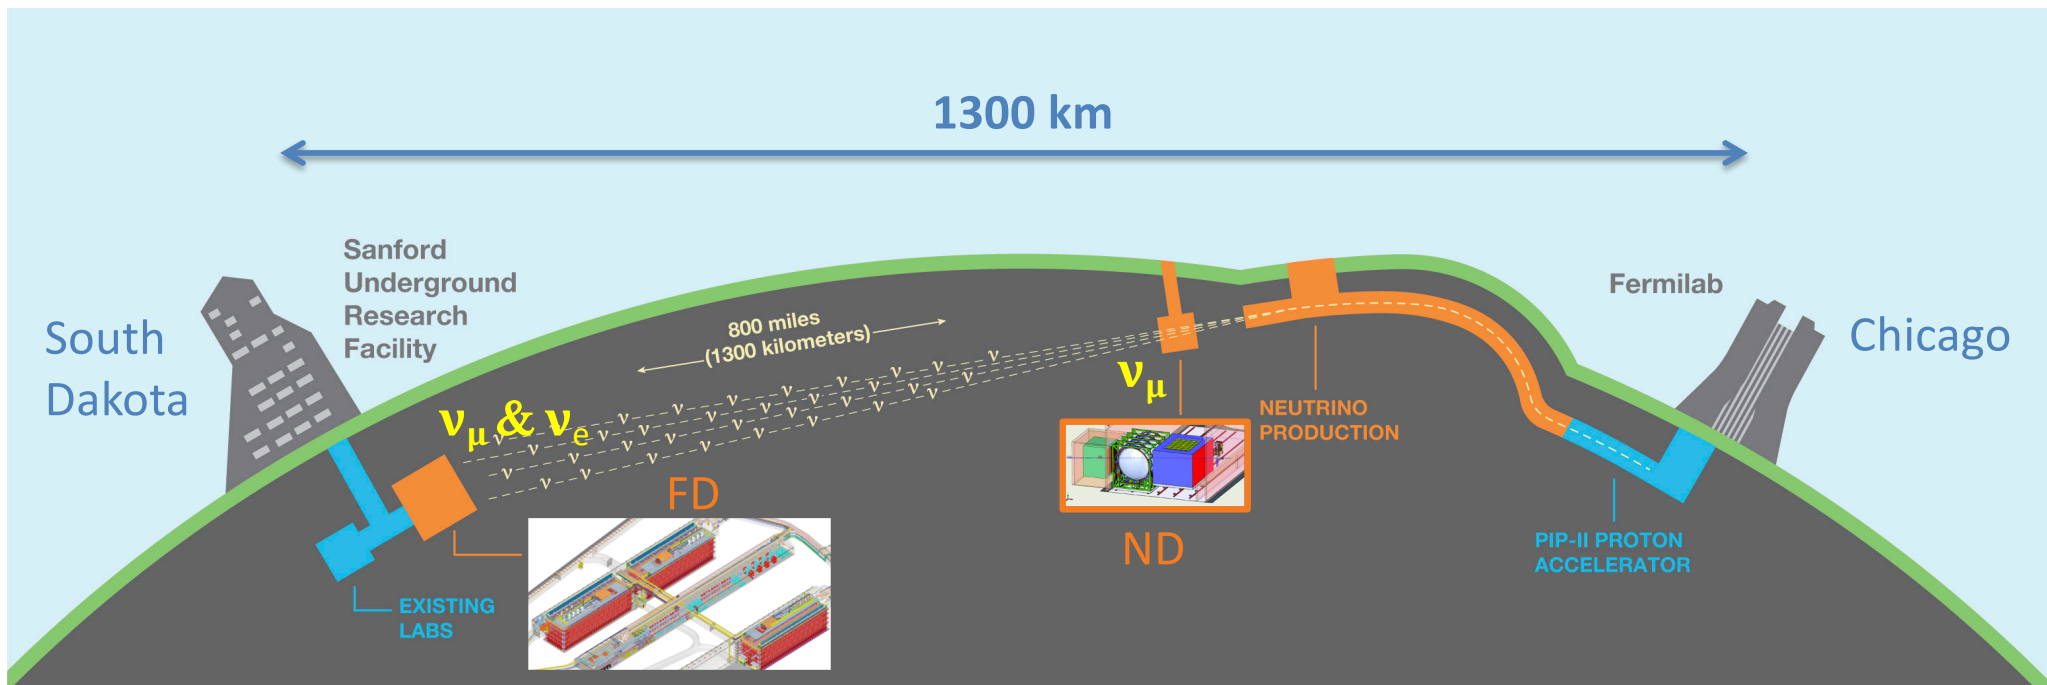 1300 km
Sanford
Underground
Research
Facility
South
Dakota
800 miles
(1300 kilometers)
Fermilab
Chicago
ν ν ν ν ν ν ν
ν ν ν ν ν ν ν
ν ν ν ν ν ν ν
ν ν ν ν ν ν ν
νμ & νe
νμ
NEUTRINO
PRODUCTION
FD
ND
PIP-II PROTON
ACCELERATOR
EXISTING
LABS